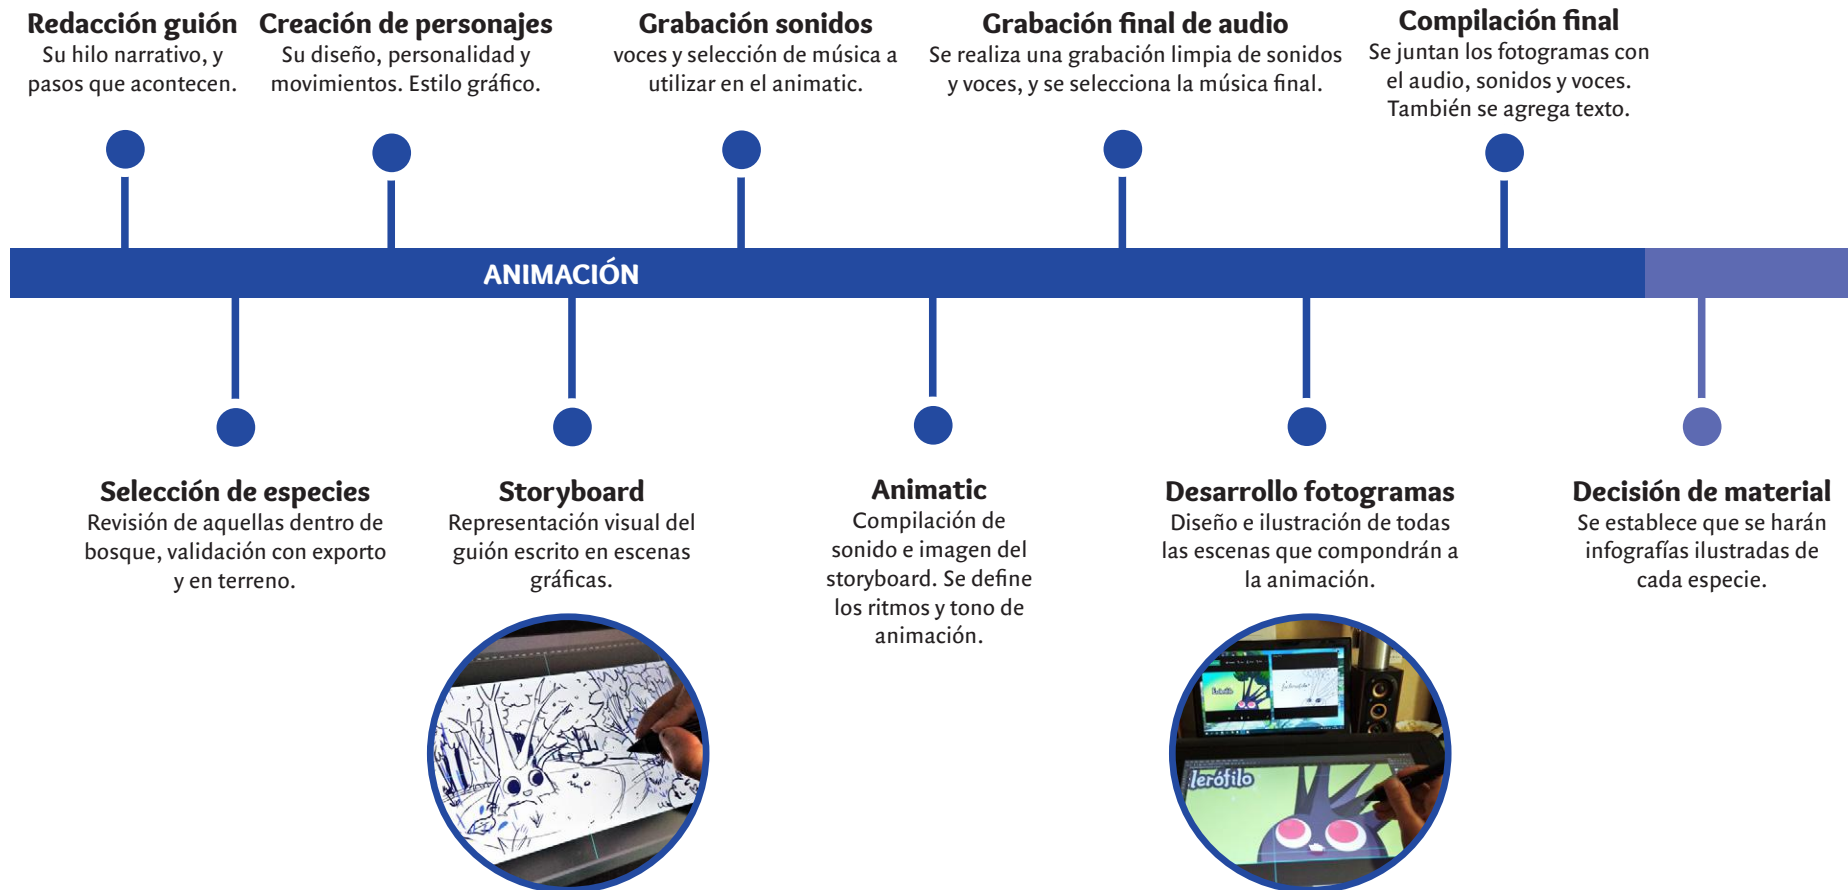 Redacción guión
Su hilo narrativo, y
pasos que acontecen.
Creación de personajes
Su diseño, personalidad y
movimientos. Estilo gráfico.
Grabación sonidos
voces y selección de música a
utilizar en el animatic.
Grabación final de audio
Se realiza una grabación limpia de sonidos
y voces, y se selecciona la música final.
Compilación final
Se juntan los fotogramas con
el audio, sonidos y voces.
También se agrega texto.
ANIMACIÓN
Selección de especies
Revisión de aquellas dentro de
bosque, validación con exporto
y en terreno.
Storyboard
Representación visual del
guión escrito en escenas
gráficas.
Animatic
Compilación de
sonido e imagen del
storyboard. Se define
los ritmos y tono de
animación.
Desarrollo fotogramas
Diseño e ilustración de todas
las escenas que compondrán a
la animación.
Decisión de material
Se establece que se harán
infografías ilustradas de
cada especie.
lerófilo